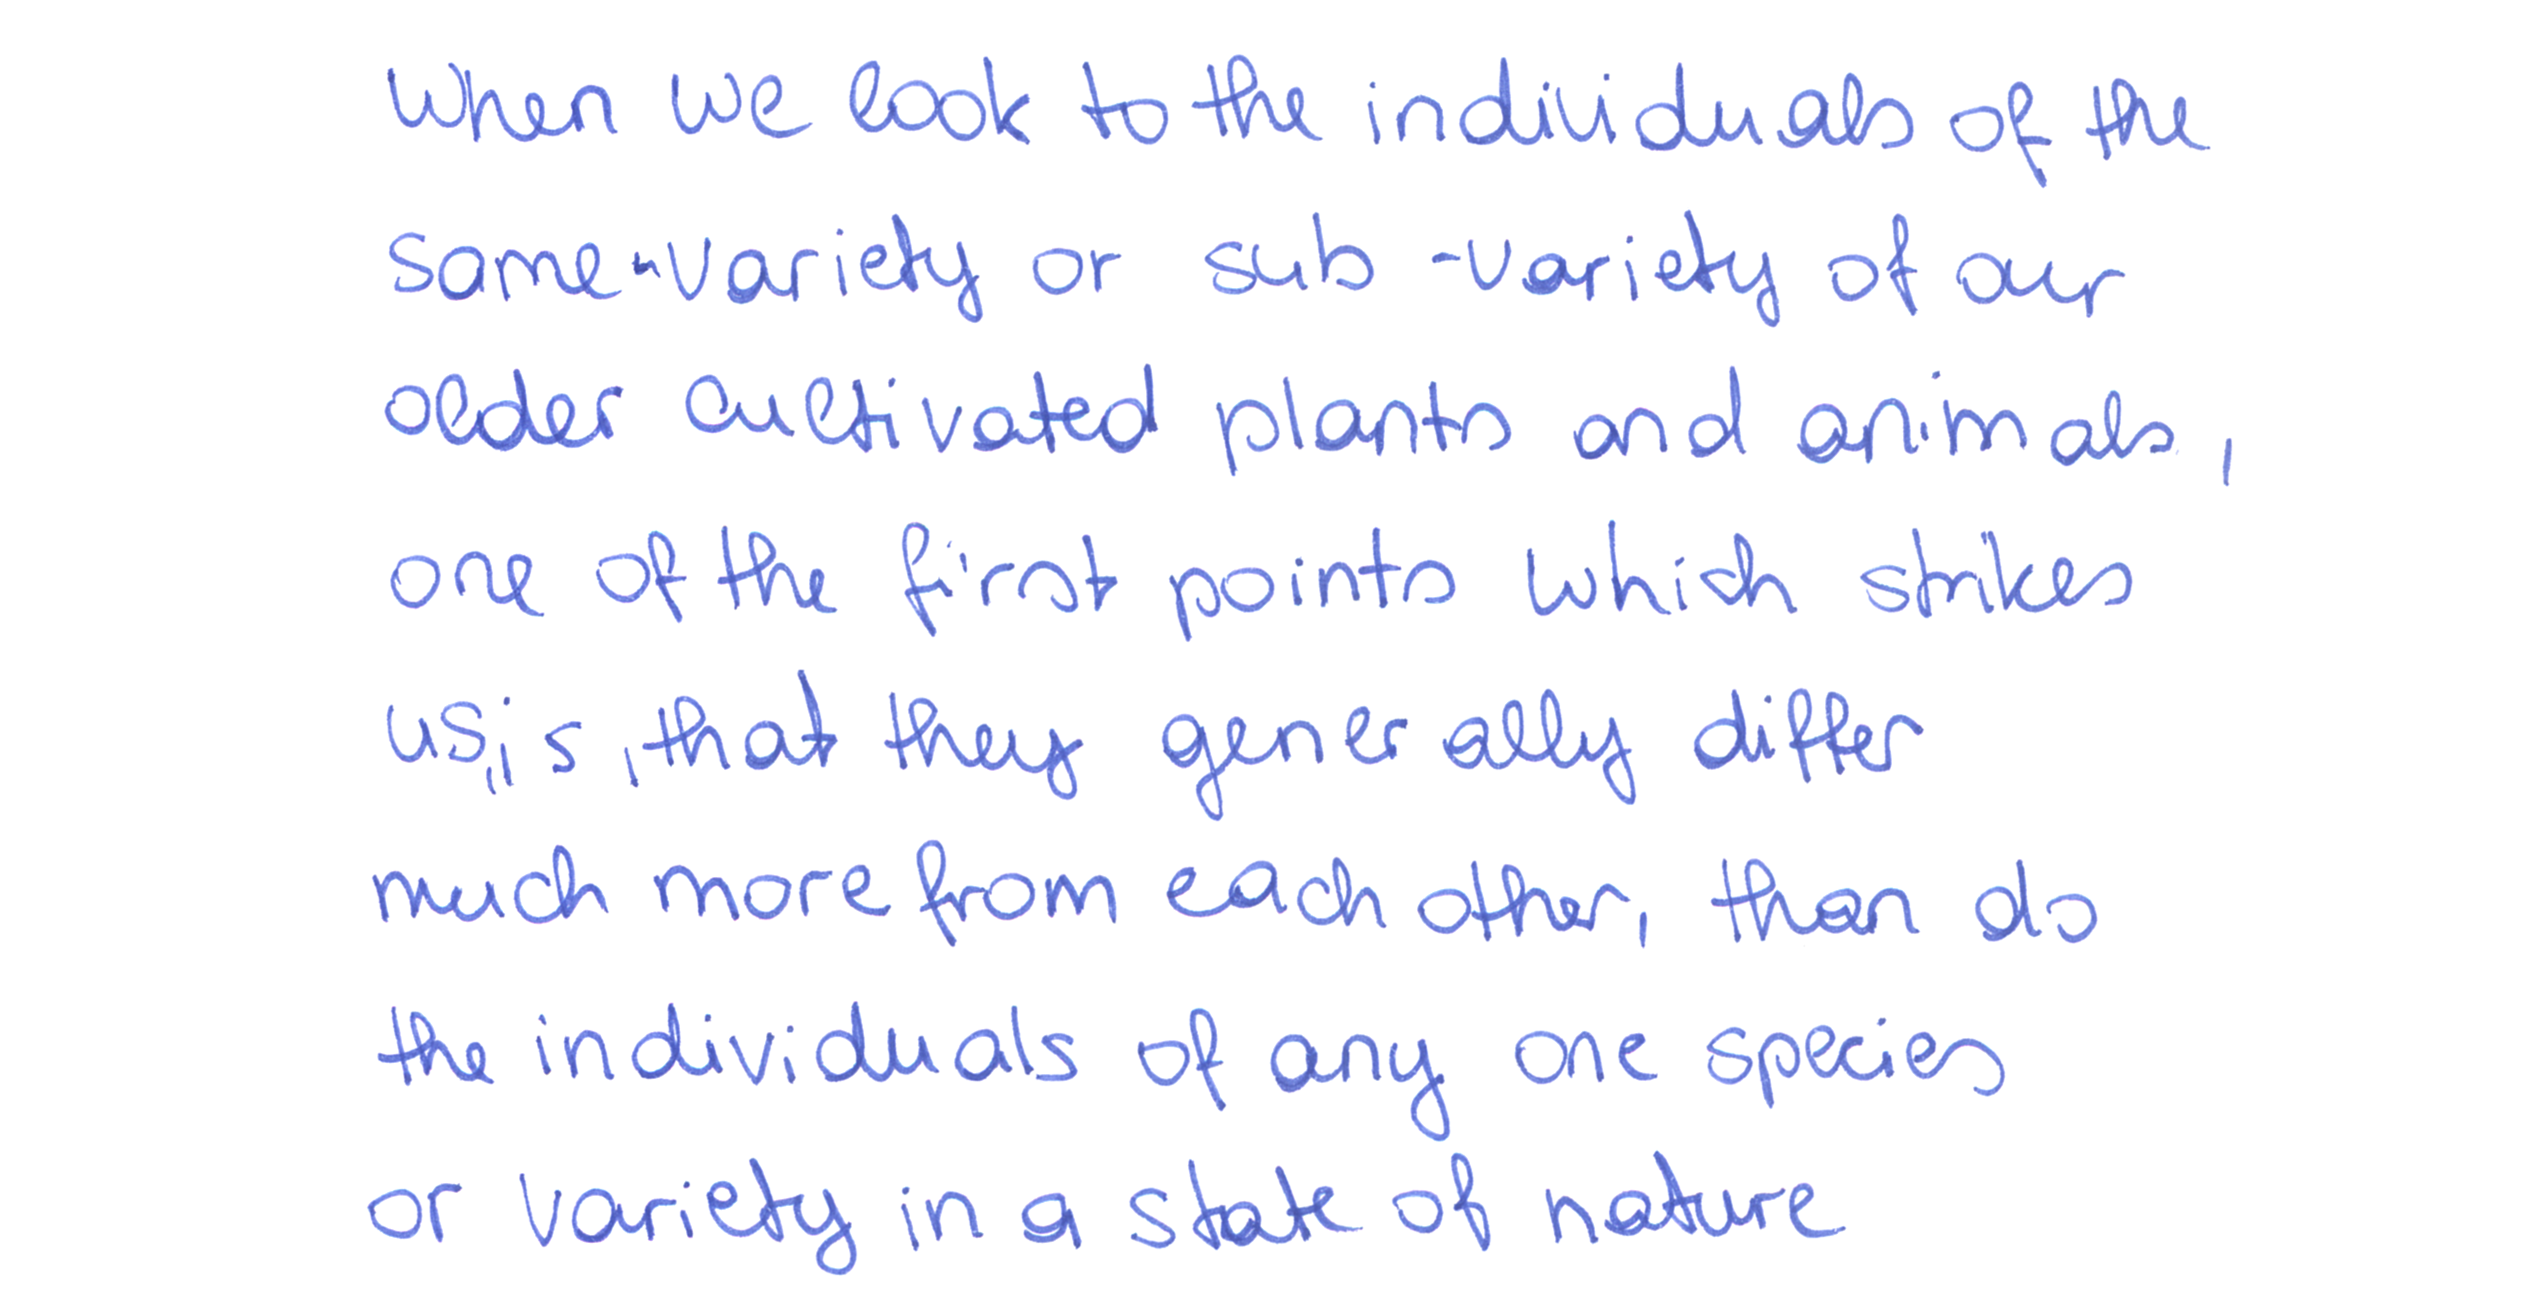 When we look to the individuals of the
same-variety or sub-variety of our
older cultivated plants and animals,
one of the first points which strikes
us, is, that they generally differ
much more from each other, than do
the individuals of any one species
or variety in a state of nature